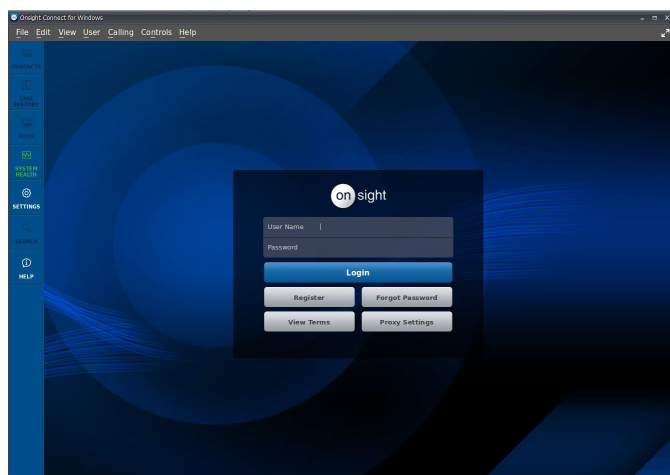 Onsight Connect for Windows
File Edit View User Calling Controls Help
CONTACTS
CALL
HISTORY
SYSTEM
HEALTH
SETTINGS
SEARCH
HELP
on sight
User Name
Password
Login
Register Forgot Password
View Terms Proxy Settings